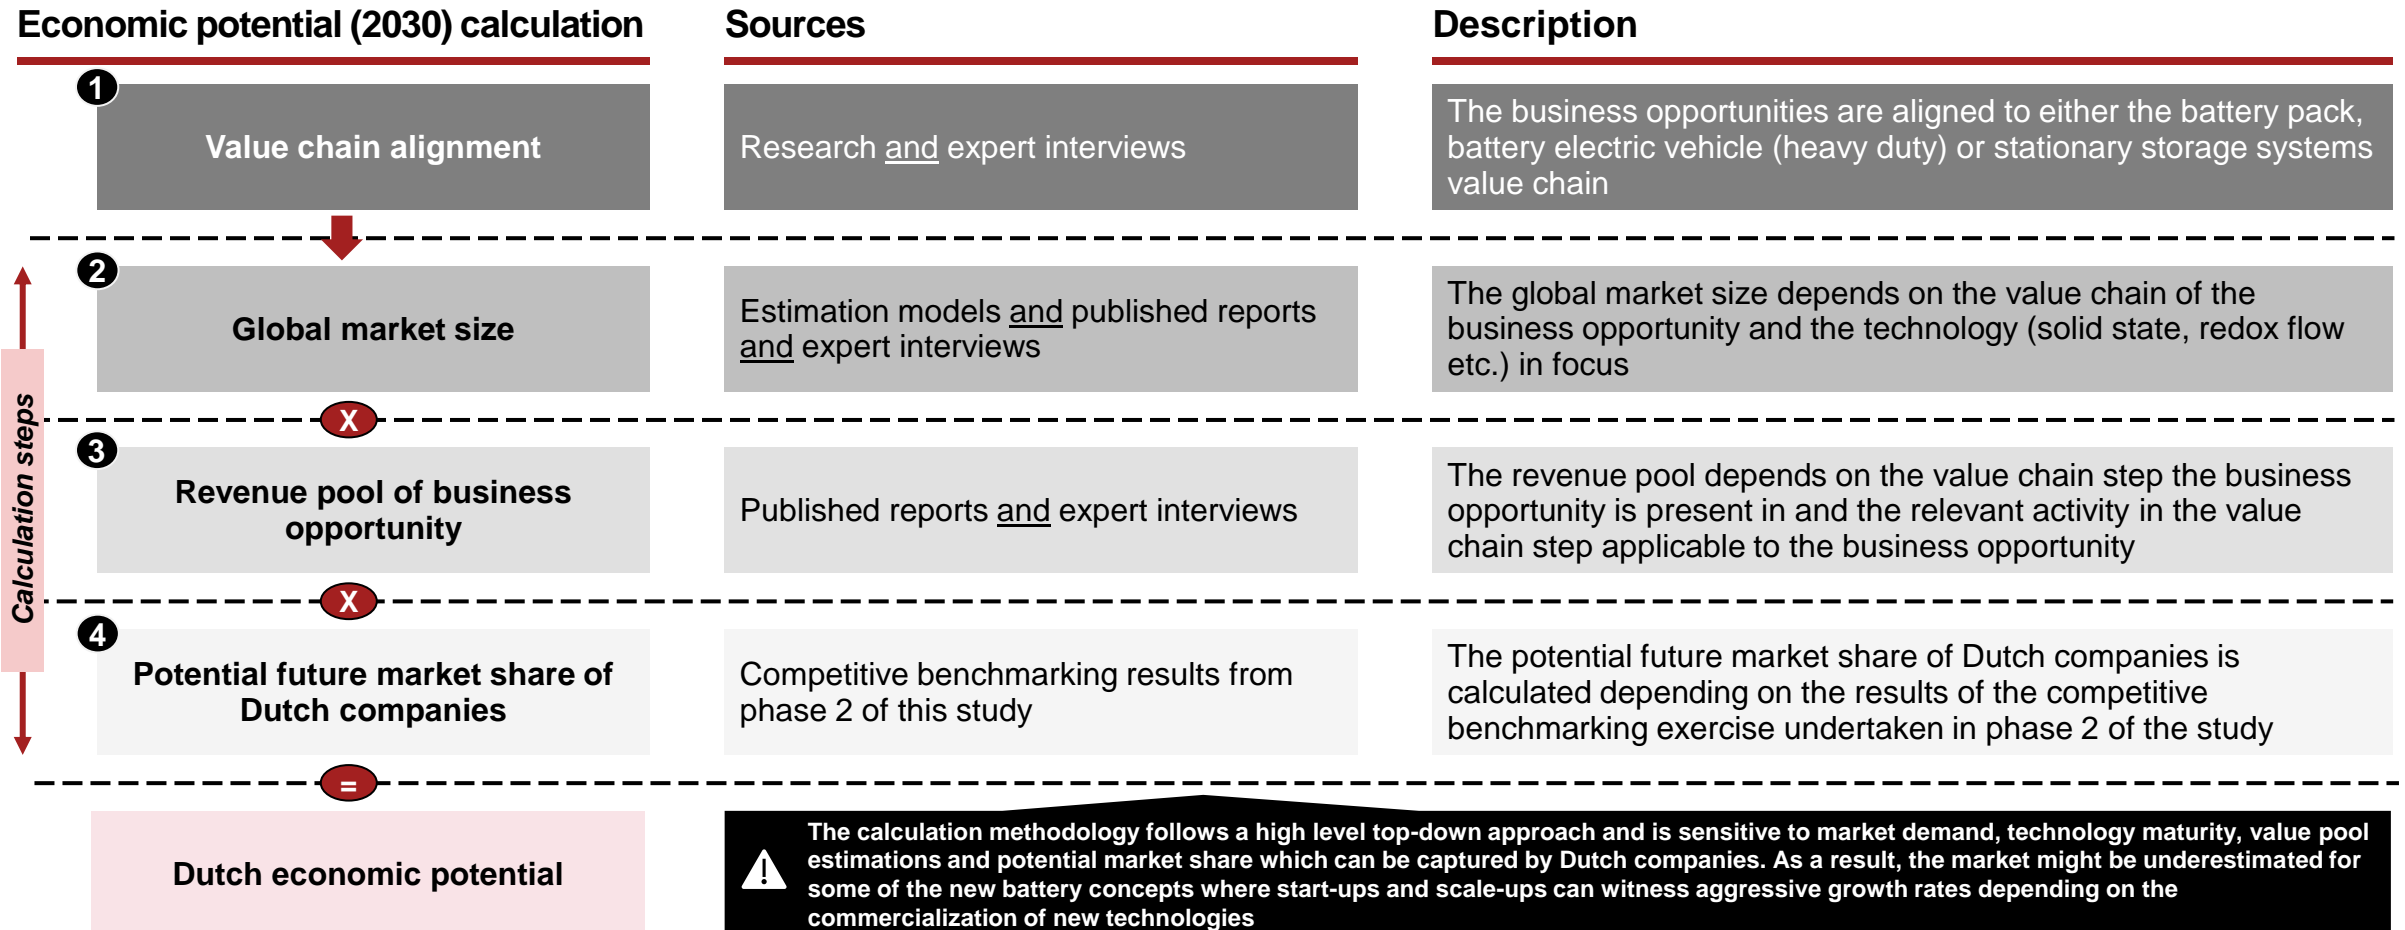 Economic potential (2030) calculation
Sources
Description
1
Value chain alignment
Research and expert interviews
The business opportunities are aligned to either the battery pack,
battery electric vehicle (heavy duty) or stationary storage systems
value chain
Calculation steps
2
Global market size
Estimation models and published reports
and expert interviews
The global market size depends on the value chain of the
business opportunity and the technology (solid state, redox flow
etc.) in focus
X
3
Revenue pool of business
opportunity
Published reports and expert interviews
The revenue pool depends on the value chain step the business
opportunity is present in and the relevant activity in the value
chain step applicable to the business opportunity
X
4
Potential future market share of
Dutch companies
Competitive benchmarking results from
phase 2 of this study
The potential future market share of Dutch companies is
calculated depending on the results of the competitive
benchmarking exercise undertaken in phase 2 of the study
=
Dutch economic potential
The calculation methodology follows a high level top-down approach and is sensitive to market demand, technology maturity, value pool
estimations and potential market share which can be captured by Dutch companies. As a result, the market might be underestimated for
some of the new battery concepts where start-ups and scale-ups can witness aggressive growth rates depending on the
commercialization of new technologies